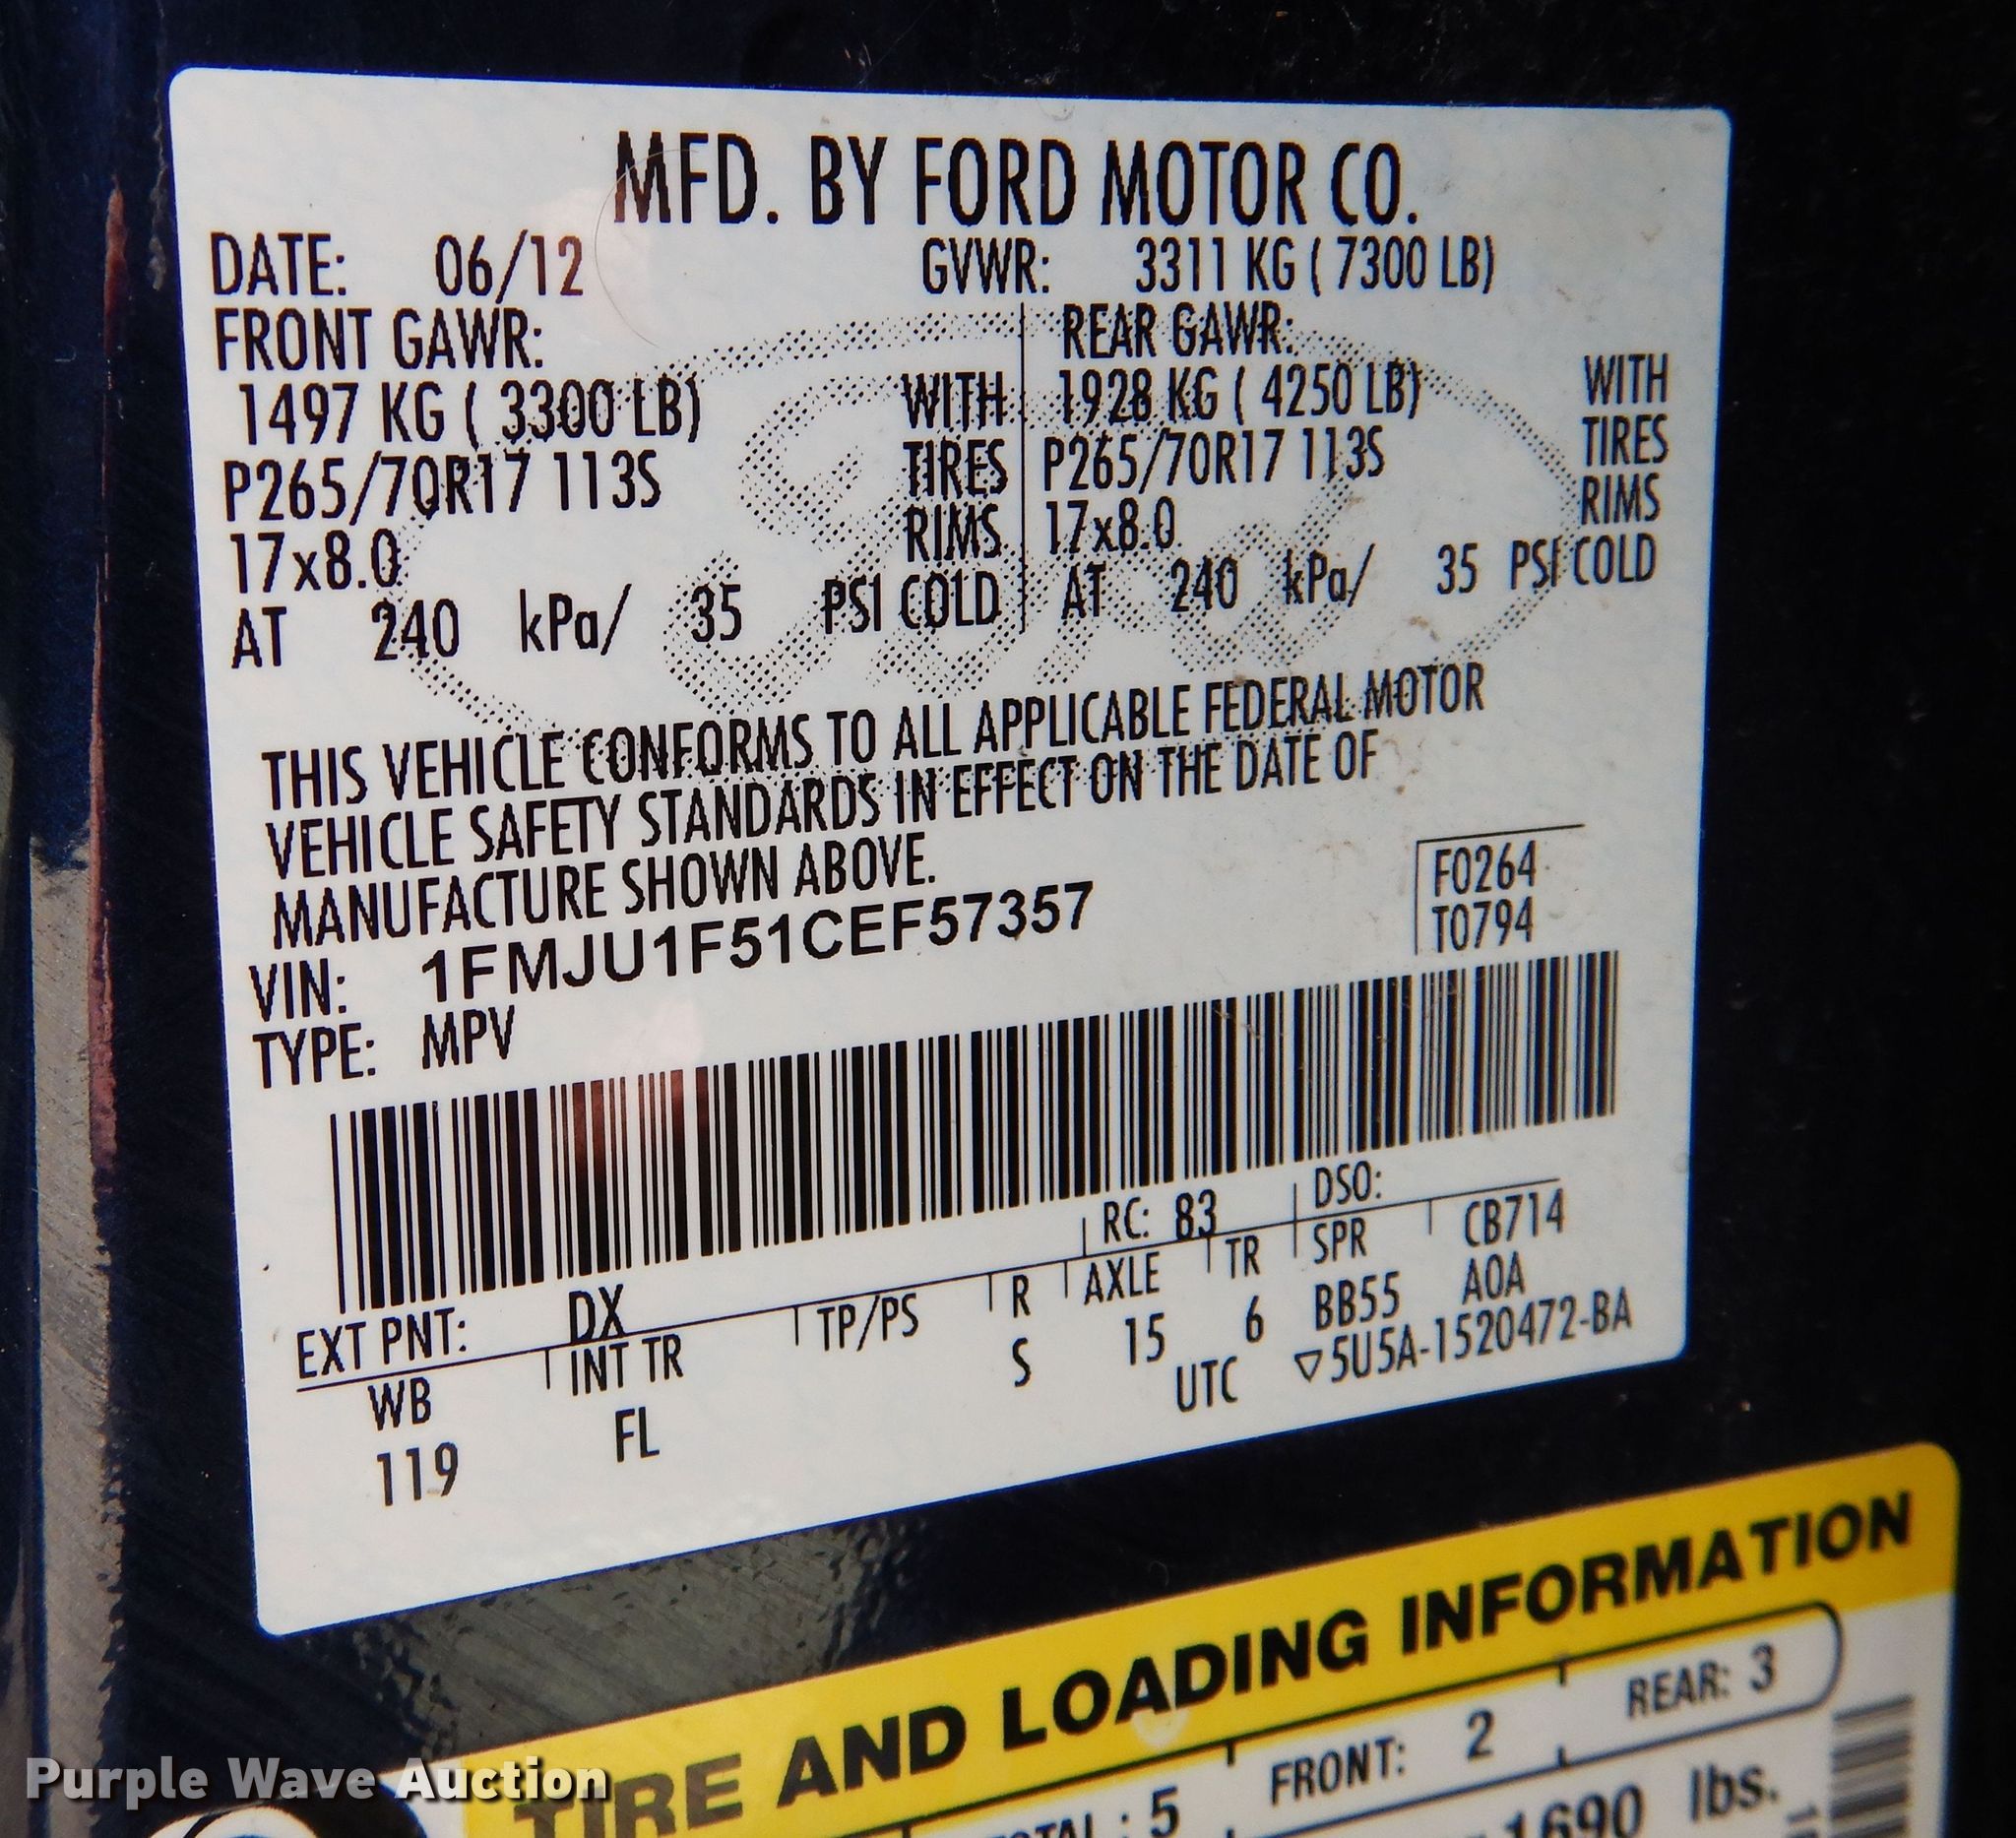 MFD. BY FORD MOTOR CO.
DATE: 06/12 GVWR: 3311 KG ( 7300 LB)
FRONT GAWR: REAR GAWR:
1497 KG ( 3300 LB) WITH 1928 KG ( 4250 LB) WITH
P265/70R17 113S TIRES P265/70R17 113S TIRES
17x8.0 RIMS 17x8.0 RIMS
AT 240 kPa/ 35 PSI COLD AT 240 kPa/ 35 PSI COLD
THIS VEHICLE CONFORMS TO ALL APPLICABLE FEDERAL MOTOR
VEHICLE SAFETY STANDARDS IN EFFECT ON THE DATE OF
MANUFACTURE SHOWN ABOVE.
F0264
T0794
VIN: 1FMJU1F51CEF57357
TYPE: MPV
EXT PNT: DX RC: 83 DSO:
WB INT TR TP/PS R AXLE TR SPR CB714
119 FL S 15 6 BB55 A0A
UTC ▽5U5A-1520472-BA
TIRE AND LOADING INFORMATION
: 5 FRONT: 2 REAR: 3
1690 lbs.
Purple Wave Auction